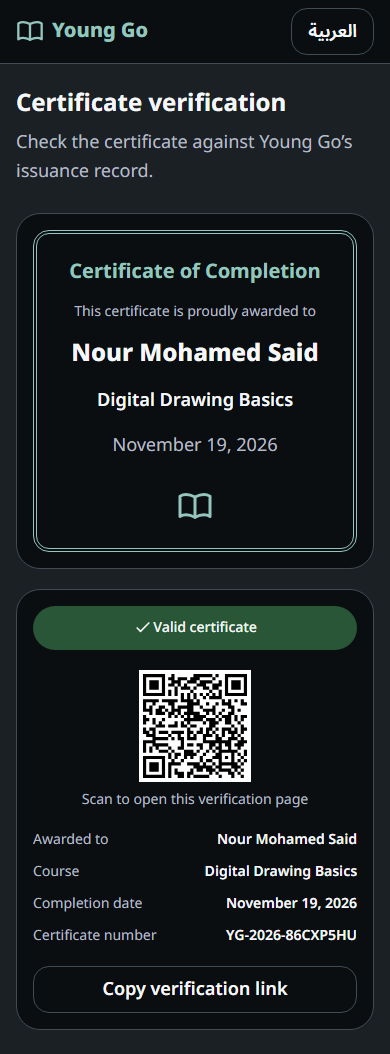 Young Go
العربية
Certificate verification
Check the certificate against Young Go’s
issuance record.
Certificate of Completion
This certificate is proudly awarded to
Nour Mohamed Said
Digital Drawing Basics
November 19, 2026
Valid certificate
Scan to open this verification page
Awarded to Nour Mohamed Said
Course Digital Drawing Basics
Completion date November 19, 2026
Certificate number YG-2026-86CXP5HU
Copy verification link